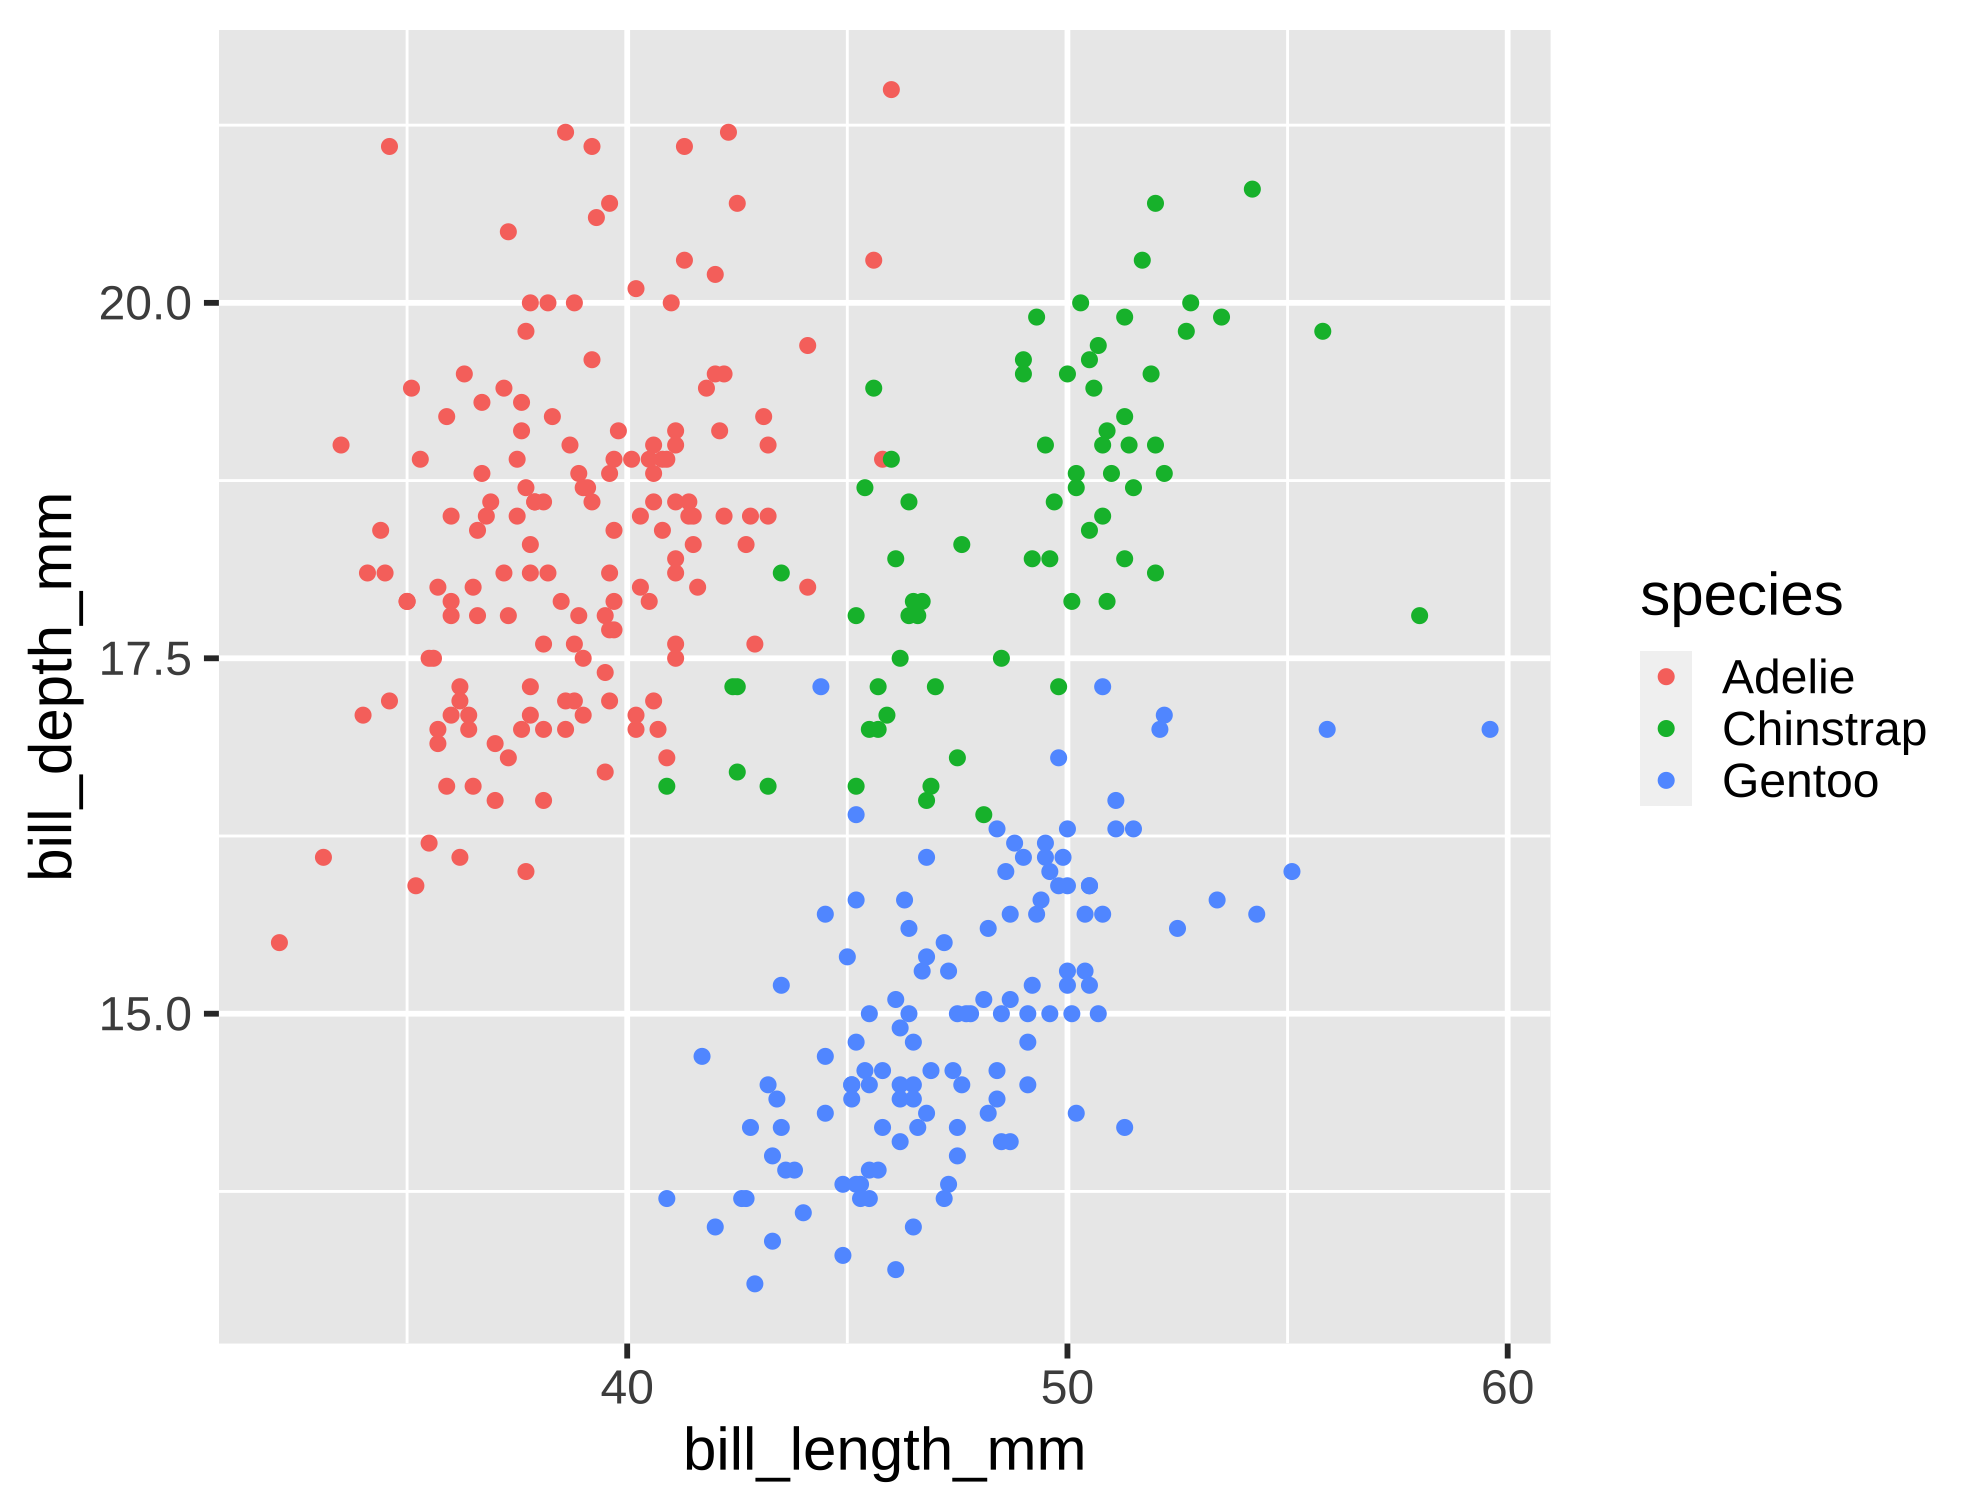 20.0
17.5
15.0
bill_depth_mm
40 50 60
bill_length_mm
species
Adelie
Chinstrap
Gentoo